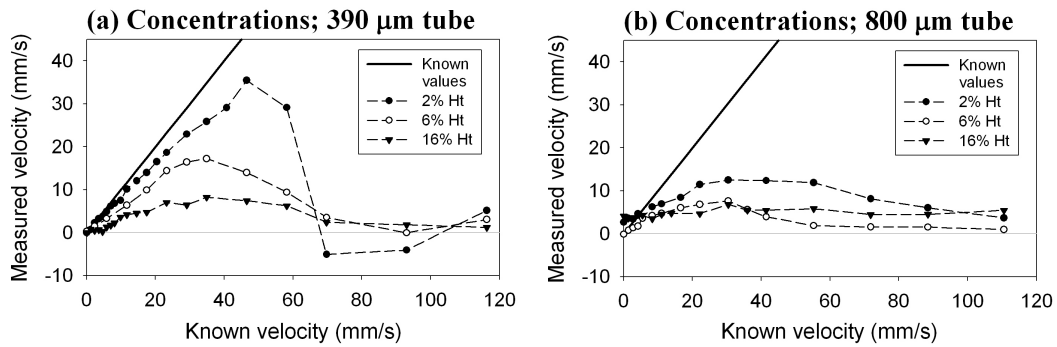 (a) Concentrations; 390 µm tube
Measured velocity (mm/s)
40
30
20
10
0
-10
0 20 40 60 80 100 120
Known velocity (mm/s)
Known
values
2% Ht
6% Ht
16% Ht
(b) Concentrations; 800 µm tube
Measured velocity (mm/s)
40
30
20
10
0
-10
0 20 40 60 80 100 120
Known velocity (mm/s)
Known
values
2% Ht
6% Ht
16% Ht